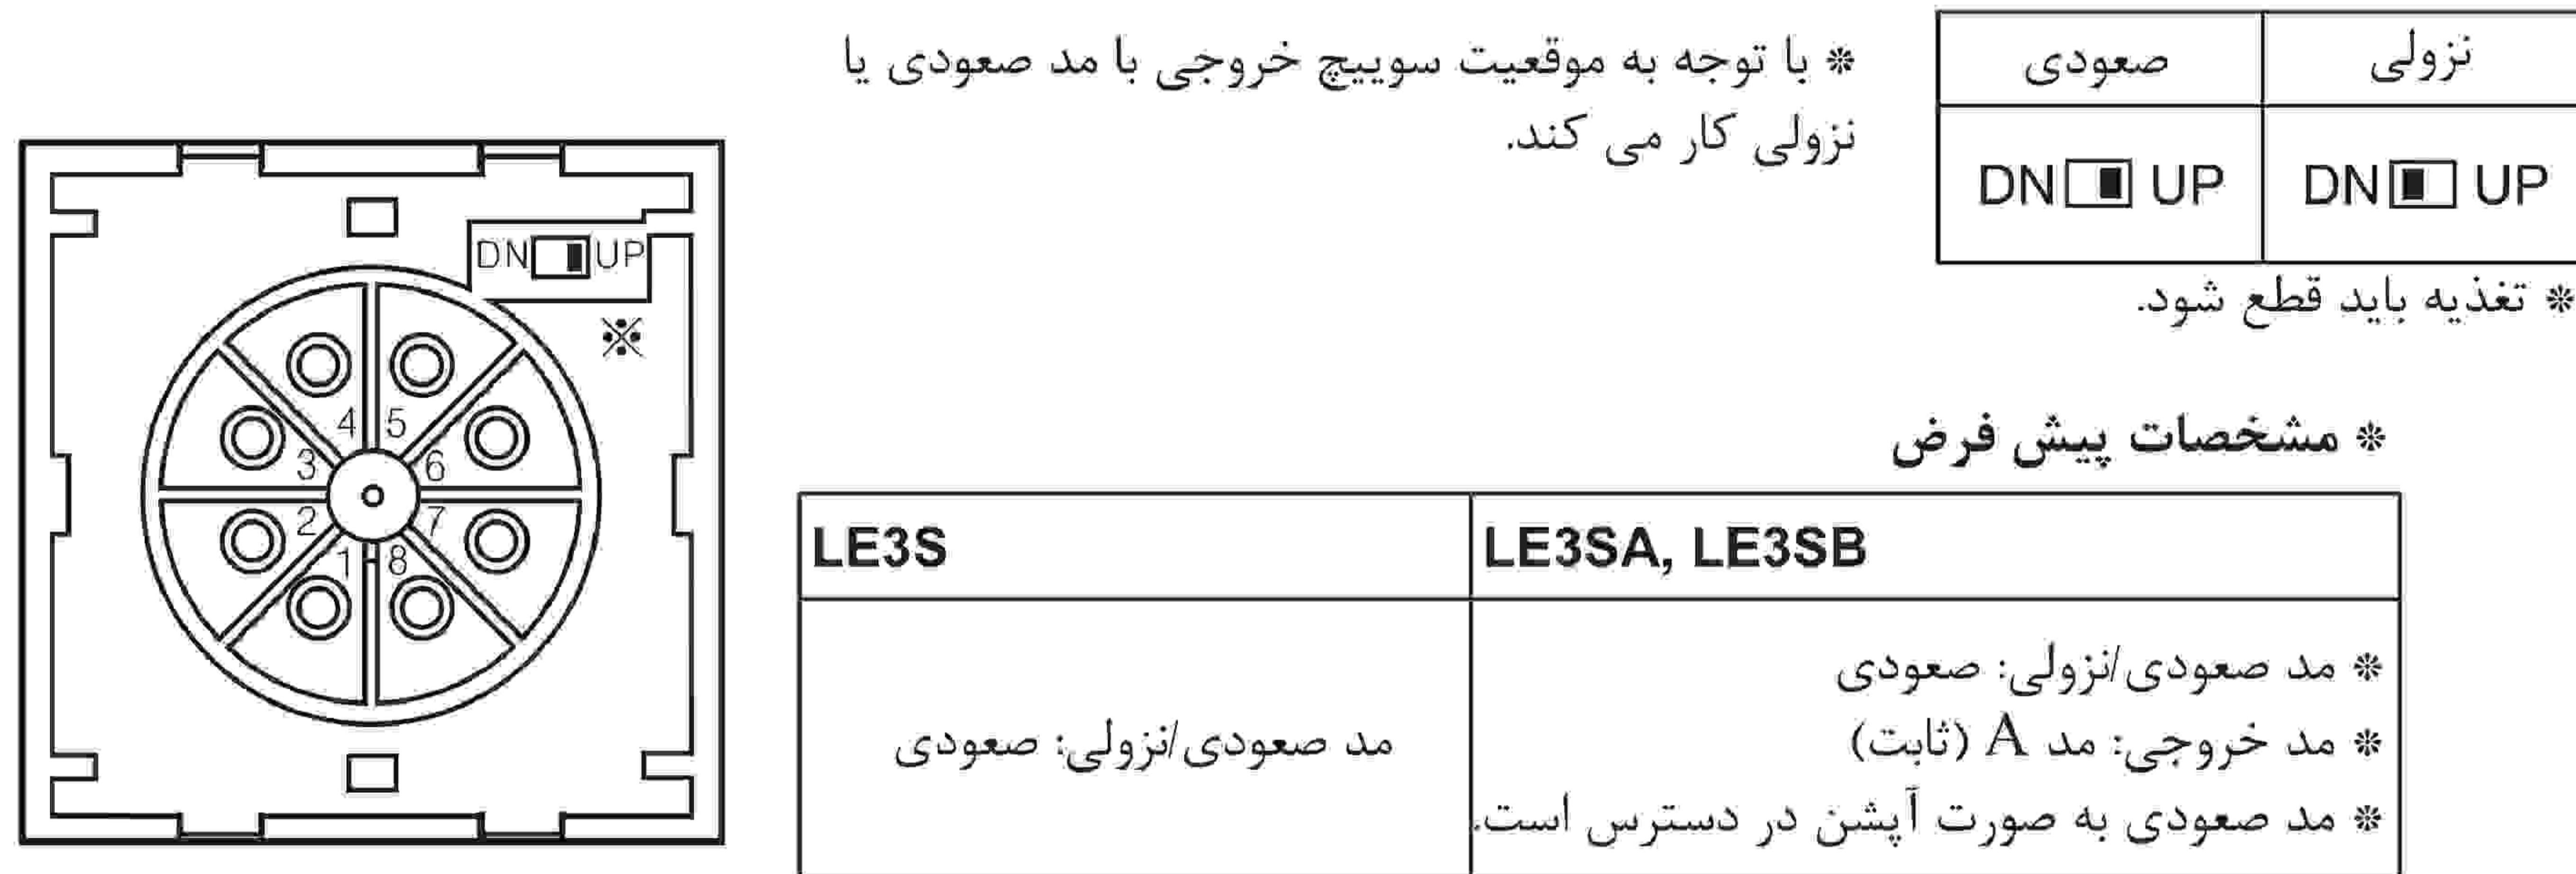 * با توجه به موقعیت سوییچ خروجی با مد صعودی یا
نزولی کار می کند.
صعودی نزولی
DN UP DN UP
* تغذیه باید قطع شود.
DN UP
※
4 5
3 6
2 7
1 8
* مشخصات پیش فرض
LE3S LE3SA, LE3SB
مد صعودی/نزولی: صعودی
* مد صعودی/نزولی: صعودی
* مد خروجی: مد A (ثابت)
* مد صعودی به صورت آپشن در دسترس است.